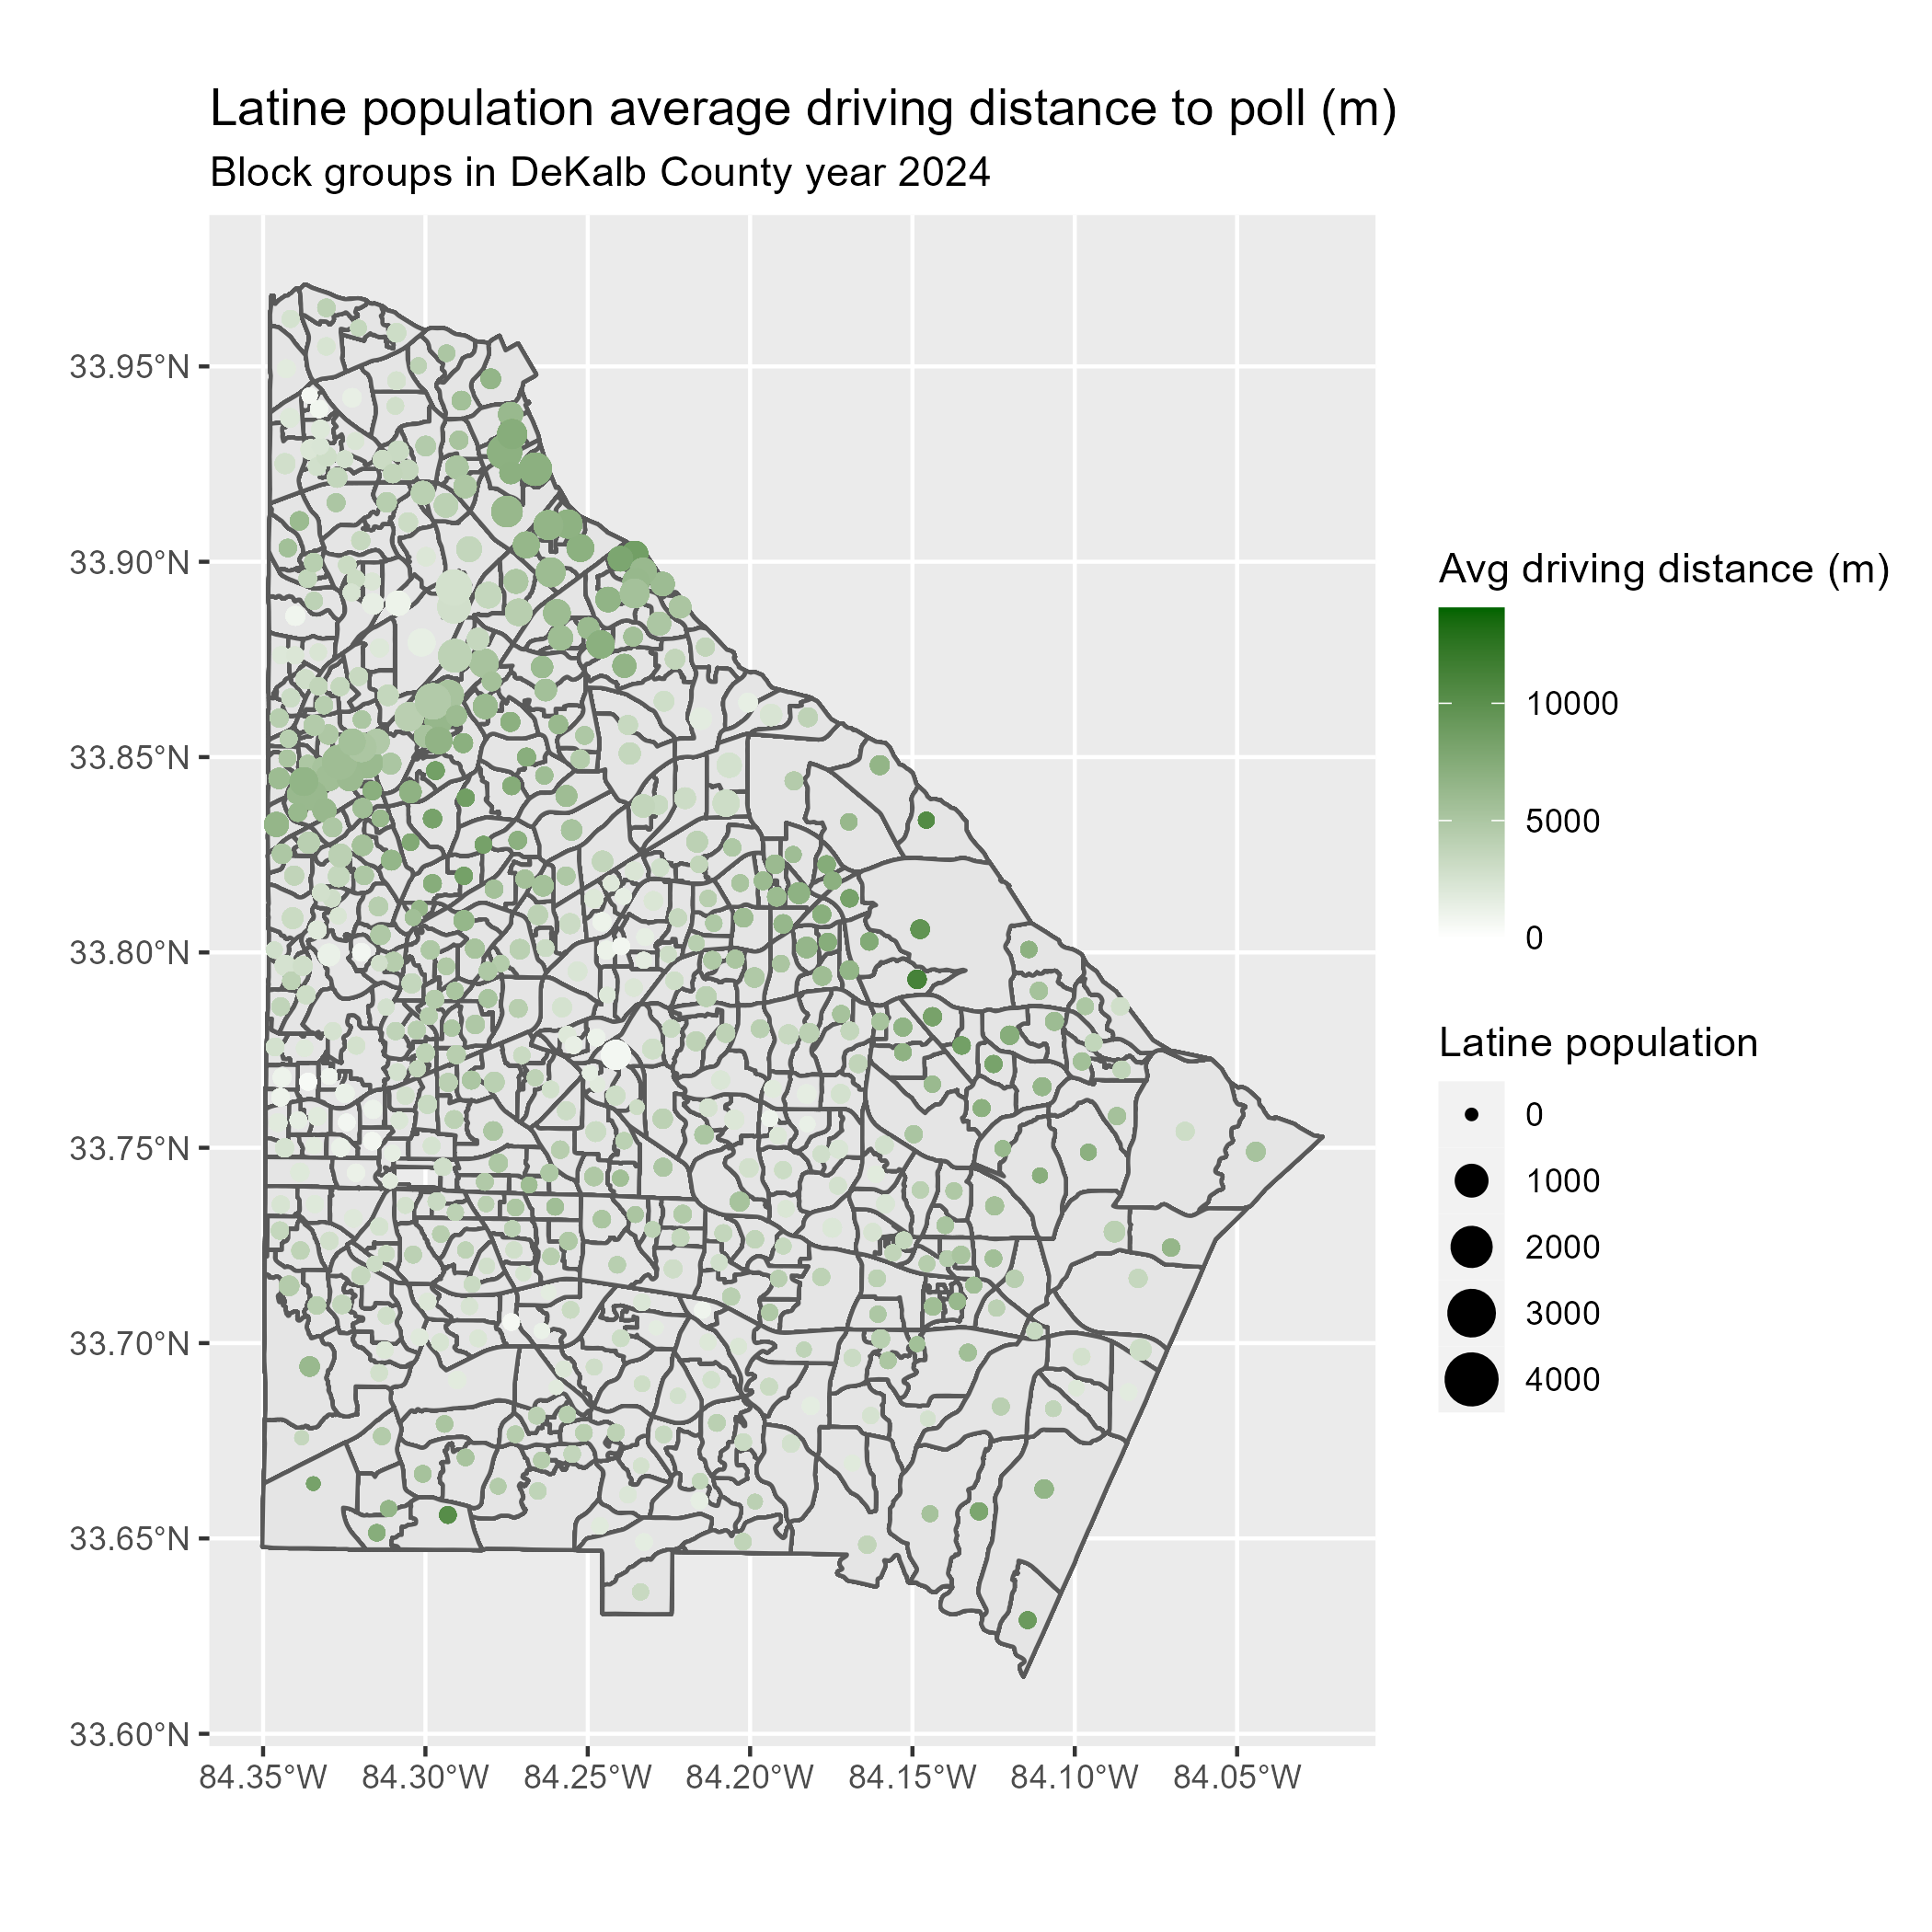 Latine population average driving distance to poll (m)
Block groups in DeKalb County year 2024
33.95°N
33.90°N
33.85°N
33.80°N
33.75°N
33.70°N
33.65°N
33.60°N
84.35°W 84.30°W 84.25°W 84.20°W 84.15°W 84.10°W 84.05°W
Avg driving distance (m)
10000
5000
0
Latine population
0
1000
2000
3000
4000